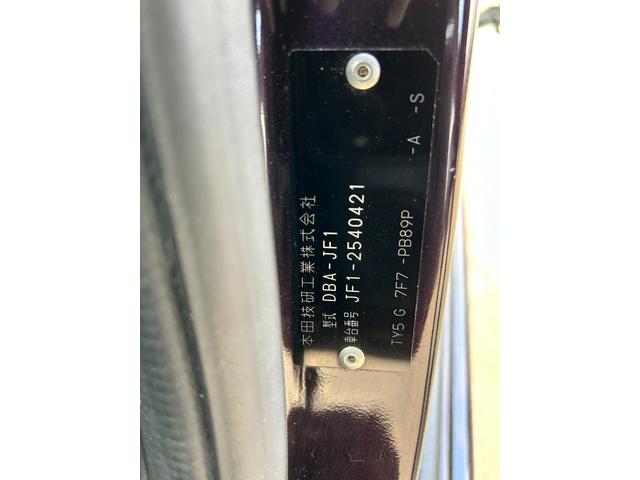 本田技研工業株式会社
型式 DBA-JF1
車台番号 JF1-2540421
TY5 G 7F7 -PB89P -A -S